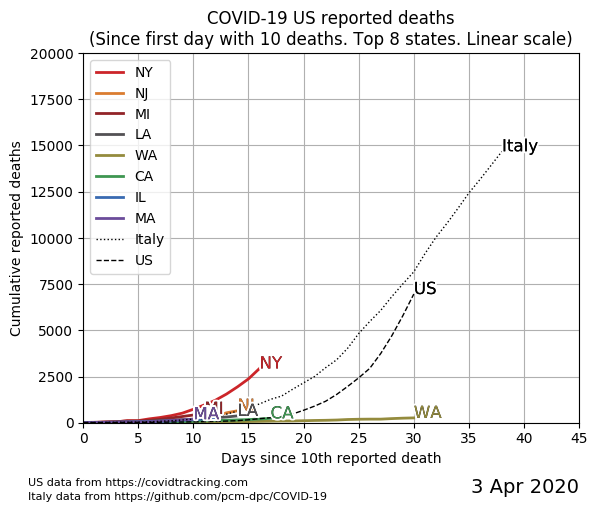 COVID-19 US reported deaths
(Since first day with 10 deaths. Top 8 states. Linear scale)
Cumulative reported deaths
20000
17500
15000
12500
10000
7500
5000
2500
0
NY
NJ
MI
LA
WA
CA
IL
MA
Italy
US
Italy
US
NY
MI
NJ
MA
LA
CA
WA
0 5 10 15 20 25 30 35 40 45
Days since 10th reported death
US data from https://covidtracking.com
Italy data from https://github.com/pcm-dpc/COVID-19
3 Apr 2020